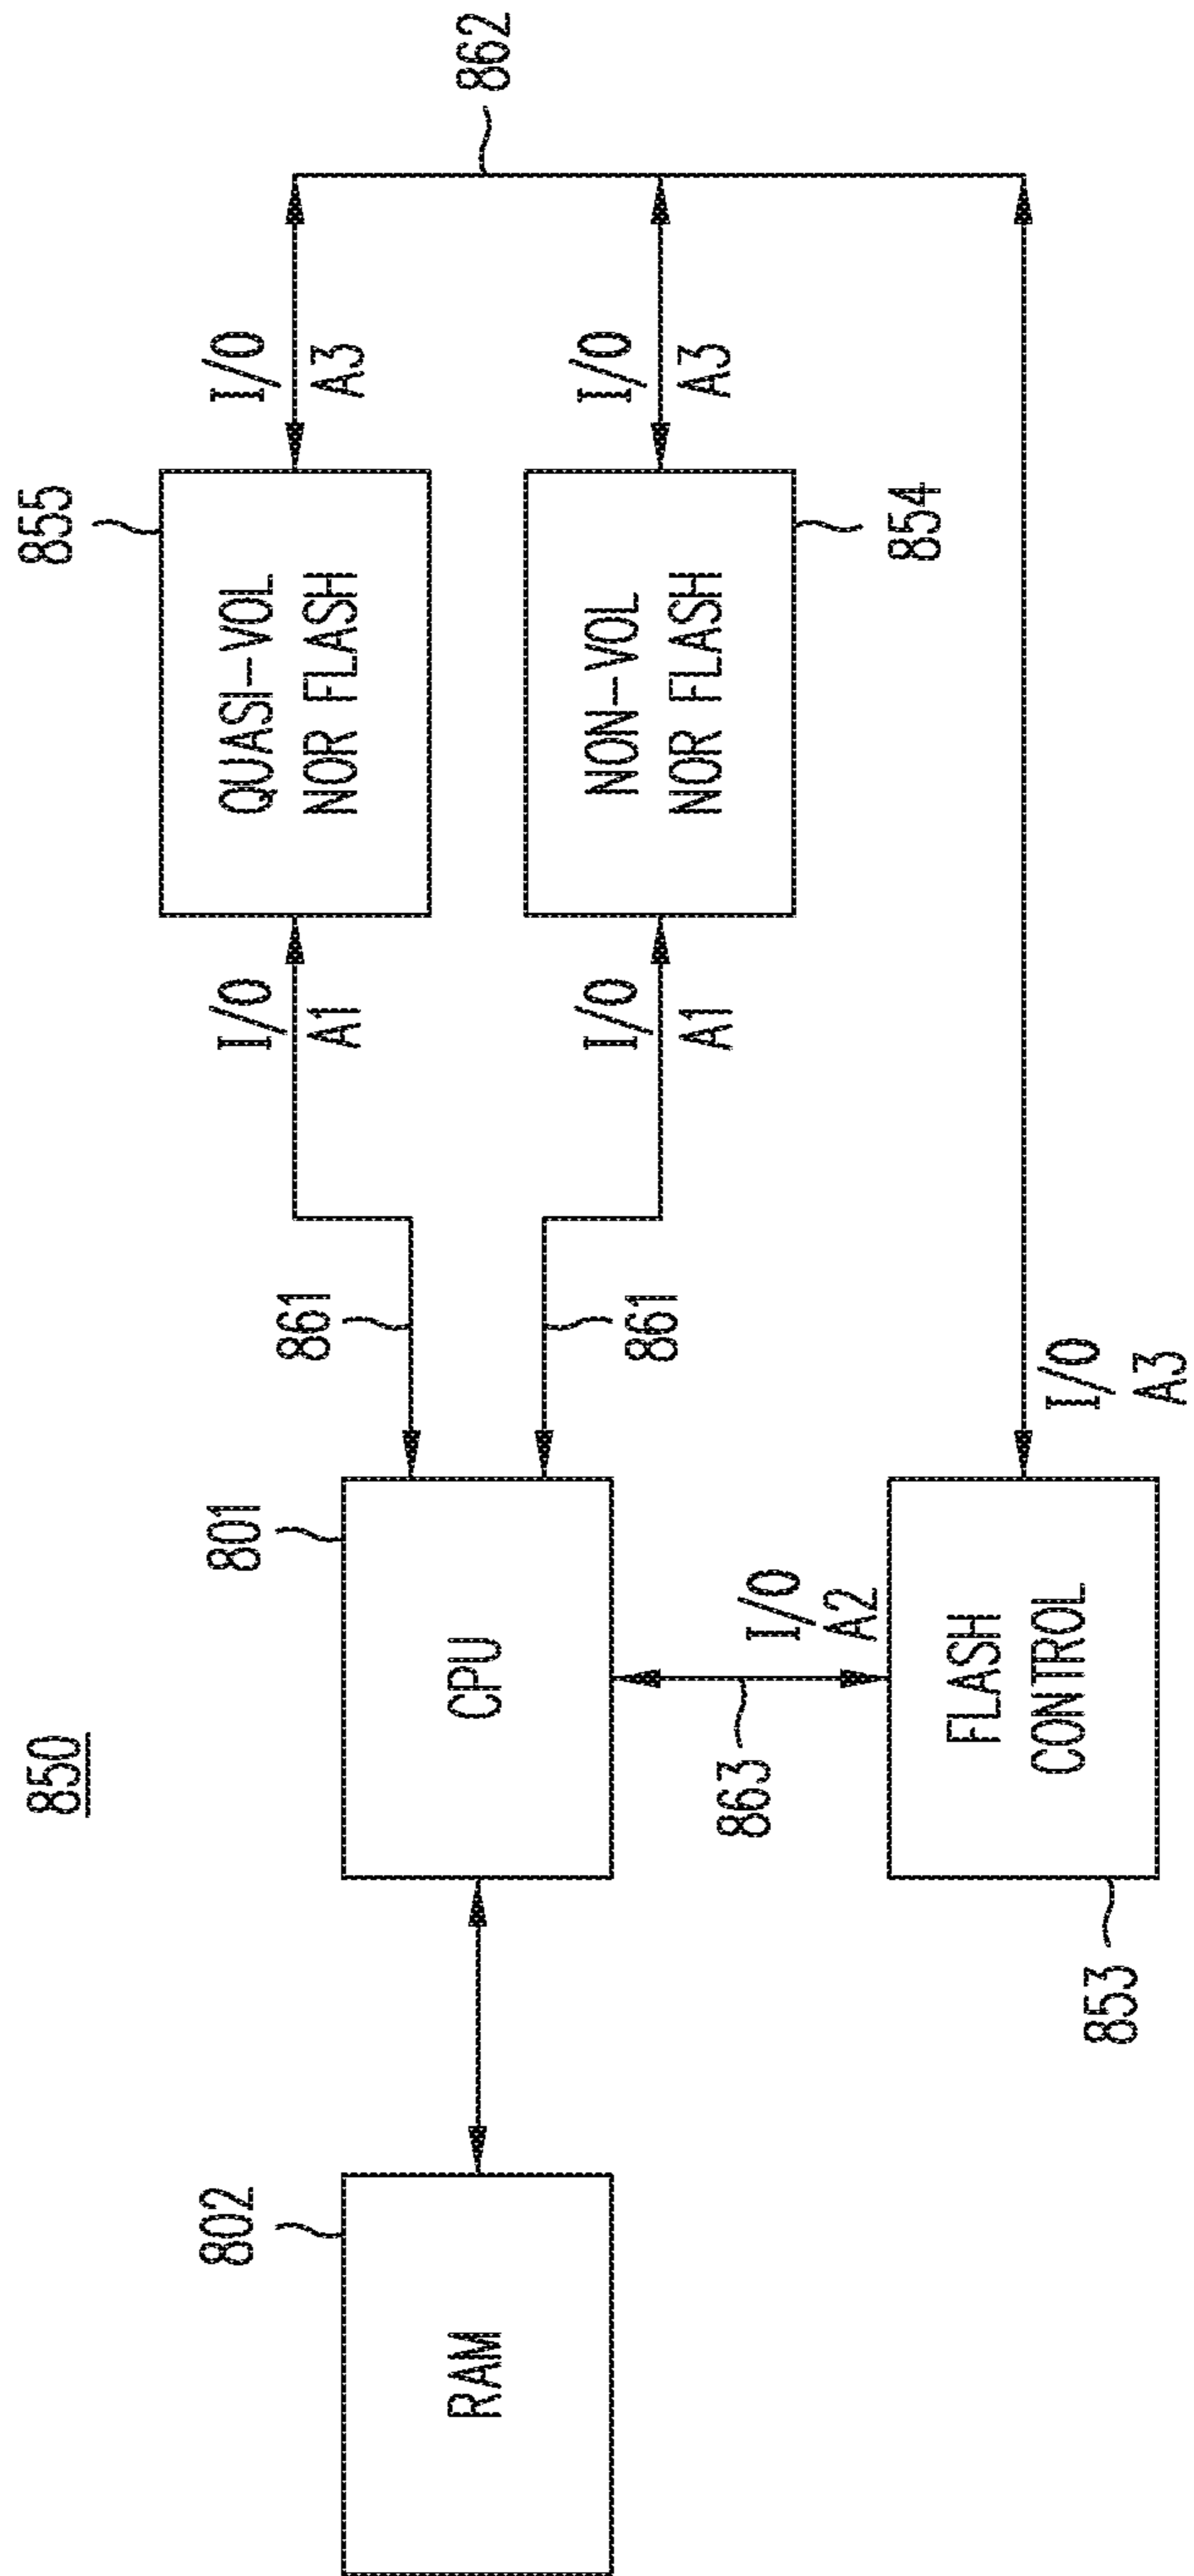 850
802
RAM
801
CPU
861
861
863
I/O
A2
853
FLASH
CONTROL
I/O
A3
I/O
A1
855
QUASI-VOL
NOR FLASH
I/O
A3
I/O
A1
NON-VOL
NOR FLASH
854
I/O
A3
862